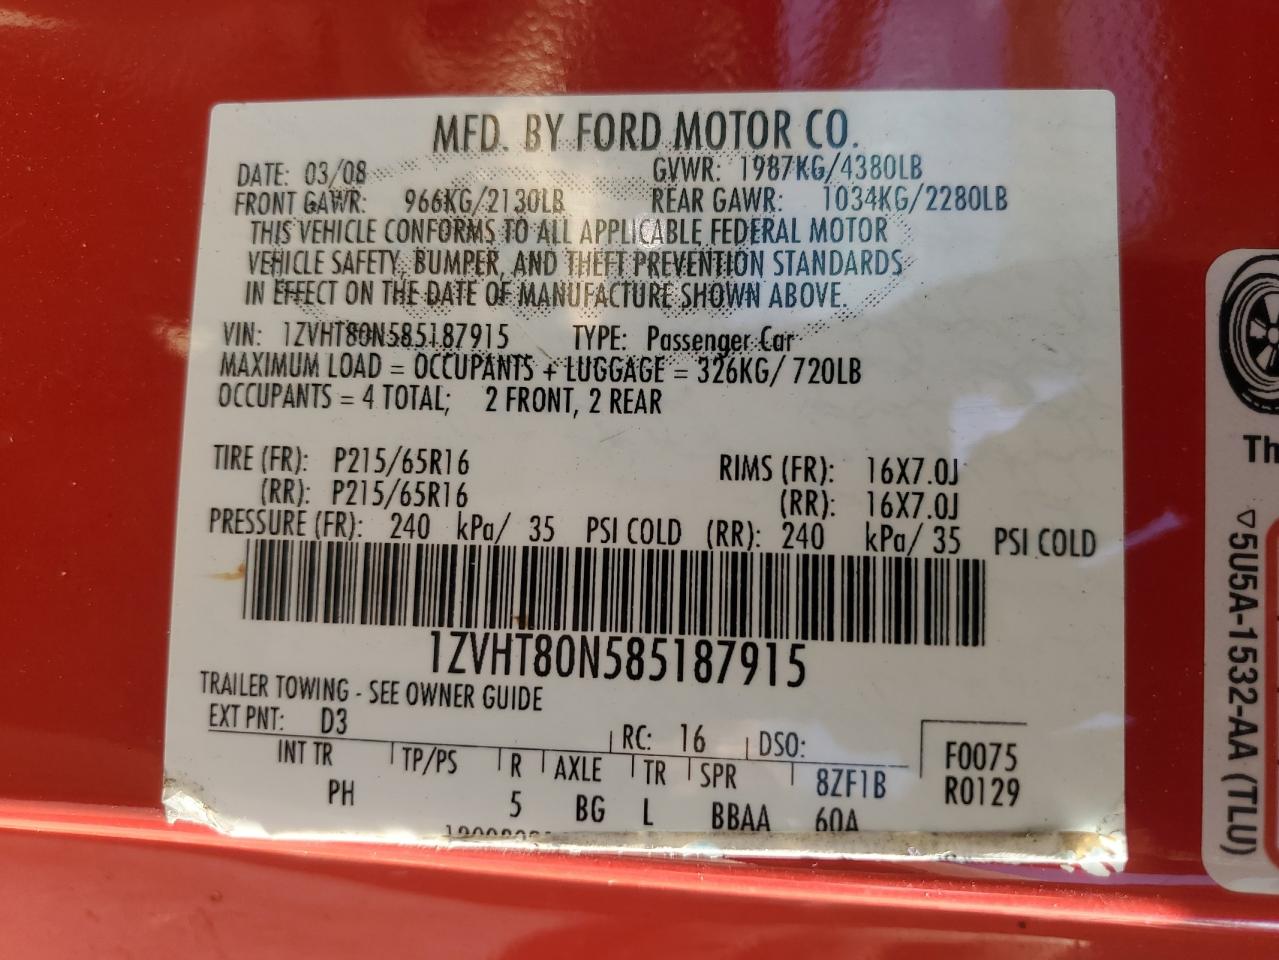 MFD. BY FORD MOTOR CO.
DATE: 03/08 GVWR: 1987KG/4380LB
FRONT GAWR: 966KG/2130LB REAR GAWR: 1034KG/2280LB
THIS VEHICLE CONFORMS TO ALL APPLICABLE FEDERAL MOTOR
VEHICLE SAFETY, BUMPER, AND THEFT PREVENTION STANDARDS
IN EFFECT ON THE DATE OF MANUFACTURE SHOWN ABOVE.
VIN: 1ZVHT80N585187915 TYPE: Passenger Car
MAXIMUM LOAD = OCCUPANTS + LUGGAGE = 326KG/ 720LB
OCCUPANTS = 4 TOTAL; 2 FRONT, 2 REAR
TIRE (FR): P215/65R16 RIMS (FR): 16X7.0J
(RR): P215/65R16 (RR): 16X7.0J
PRESSURE (FR): 240 kPa/ 35 PSI COLD (RR): 240 kPa/ 35 PSI COLD
1ZVHT80N585187915
TRAILER TOWING - SEE OWNER GUIDE
EXT PNT: D3 RC: 16 DSO: F0075
INT TR TP/PS R AXLE TR SPR 8ZF1B R0129
PH 5 BG L BBAA 60A
Th
▽5U5A-1532-AA (TLU)